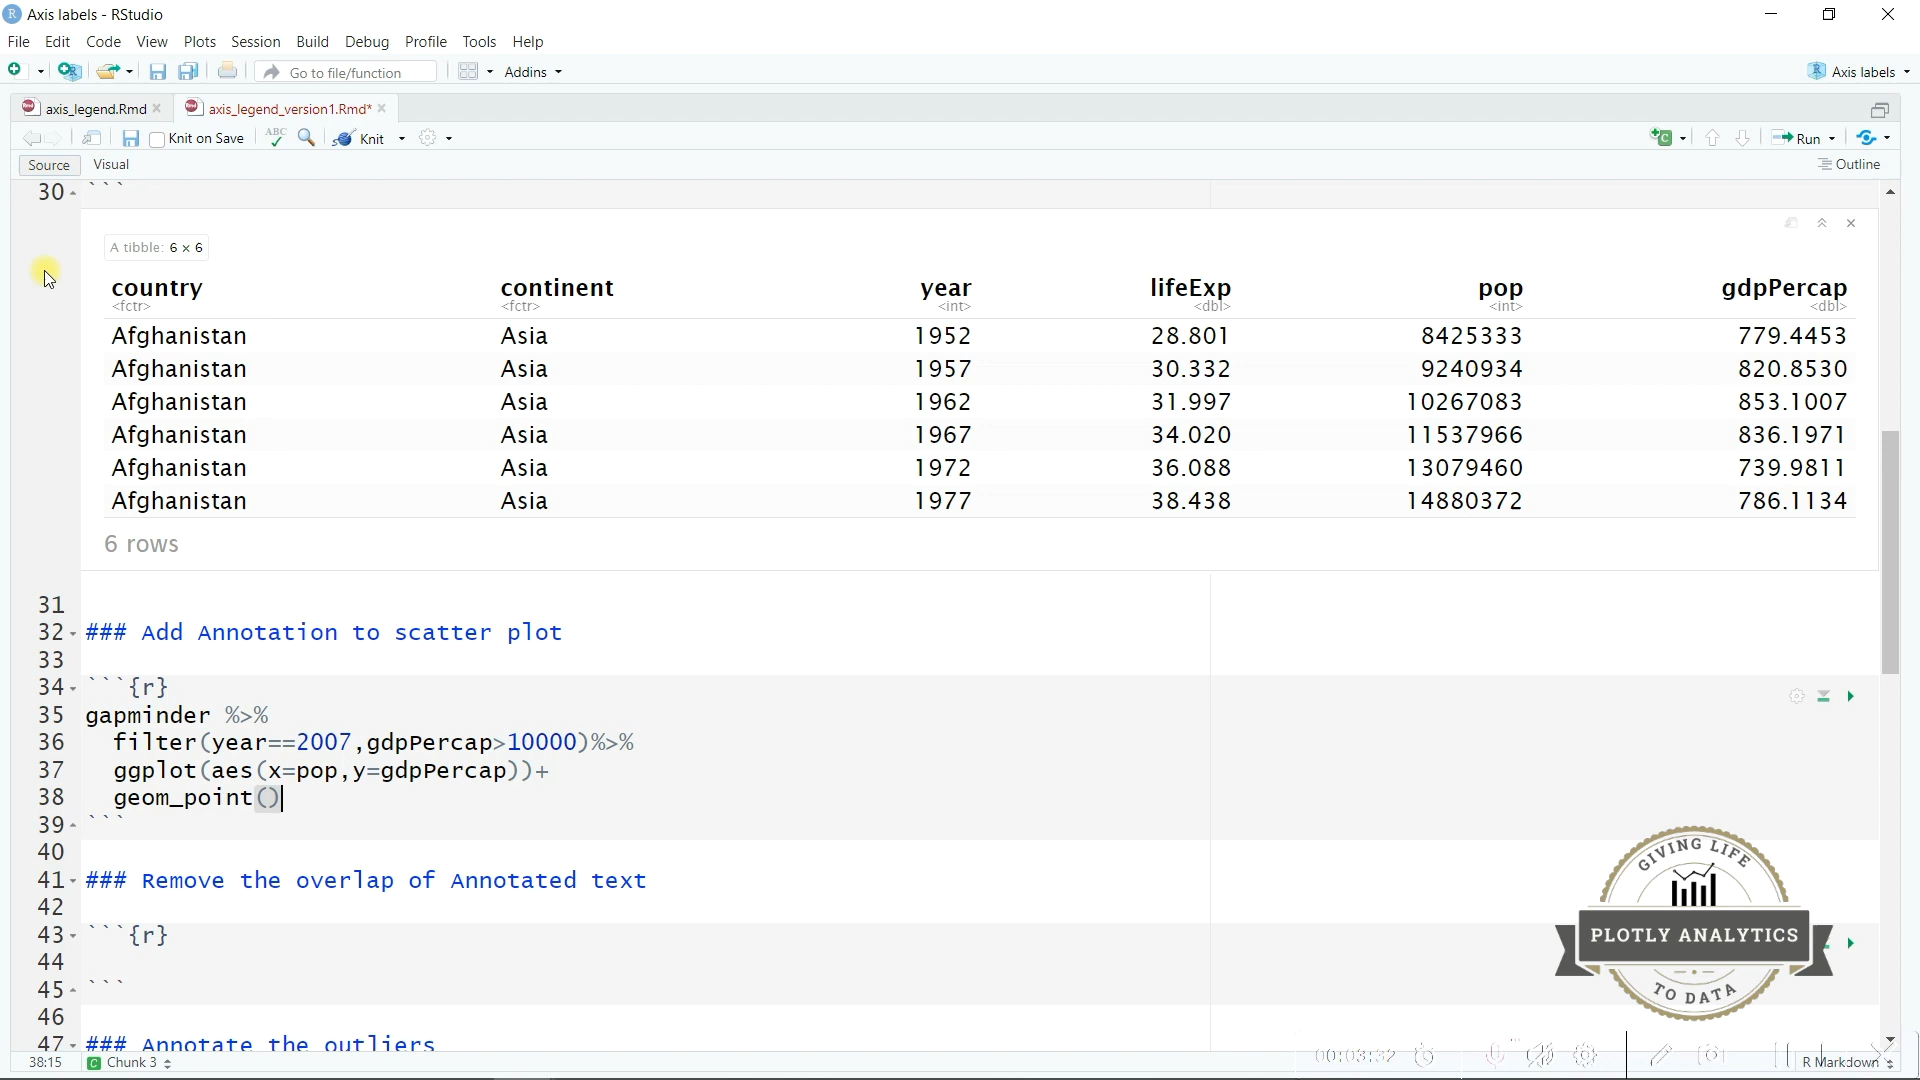 Axis labels - RStudio
File Edit Code View Plots Session Build Debug Profile Tools Help
Go to file/function Addins Axis labels
axis_legend.Rmd axis_legend_version1.Rmd*
Knit on Save ABC Knit Run
Source Visual Outline
30 ```
A tibble: 6 × 6
country continent year lifeExp pop gdpPercap
<fctr> <fctr> <int> <dbl> <int> <dbl>
Afghanistan Asia 1952 28.801 8425333 779.4453
Afghanistan Asia 1957 30.332 9240934 820.8530
Afghanistan Asia 1962 31.997 10267083 853.1007
Afghanistan Asia 1967 34.020 11537966 836.1971
Afghanistan Asia 1972 36.088 13079460 739.9811
Afghanistan Asia 1977 38.438 14880372 786.1134
6 rows
31
32 ### Add Annotation to scatter plot
33
34 ```{r}
35 gapminder %>%
36 filter(year==2007,gdpPercap>10000)%>%
37 ggplot(aes(x=pop,y=gdpPercap))+
38 geom_point()
39 ```
40
41 ### Remove the overlap of Annotated text
42
43 ```{r}
44
45 ```
46
47 ### Annotate the outliers
GIVING LIFE
PLOTLY ANALYTICS
TO DATA
38:15 C Chunk 3 00:03:32 R Markdown